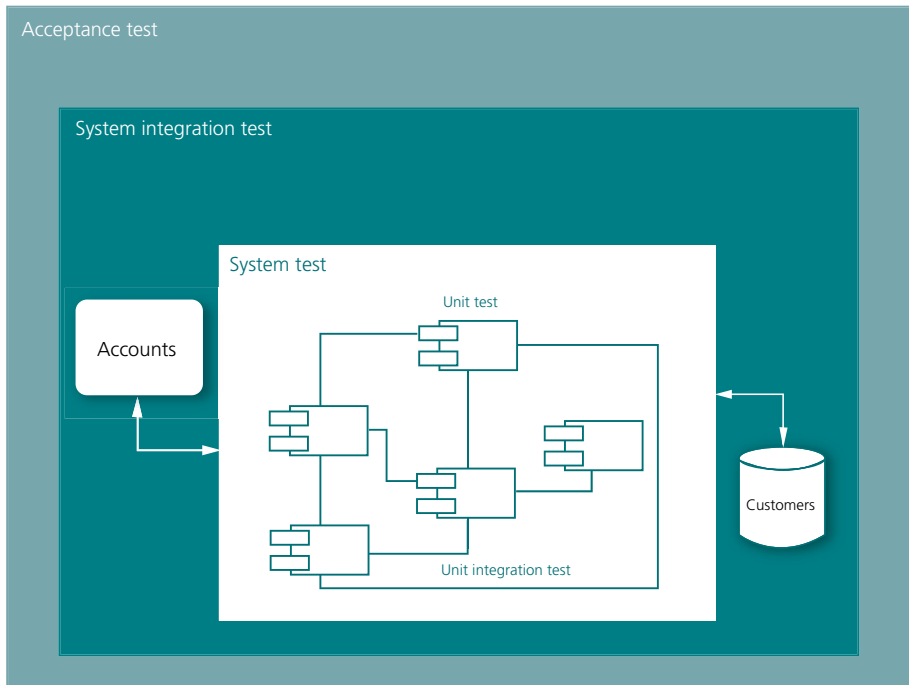 Acceptance test
System integration test
System test
Unit test
Accounts
Customers
Unit integration test